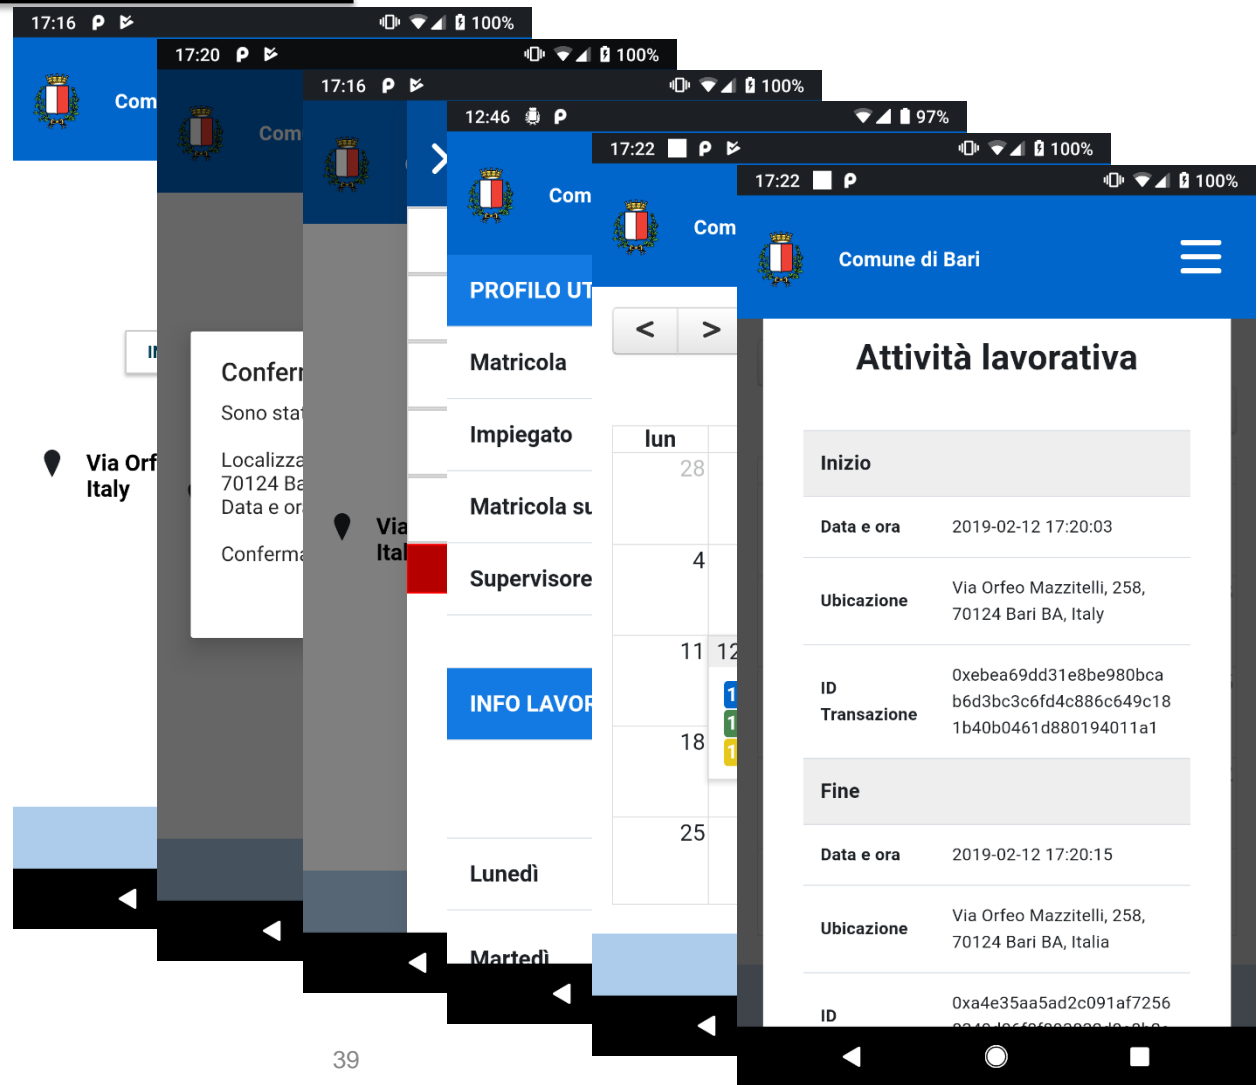 17:16
100%
Com
IN
Via Orf
Italy
17:20
100%
Com
Conferm
Sono stat
Localizza
70124 Ba
Data e or
Conferma
17:16
100%
Via
Ital
12:46
97%
Com
PROFILO UT
Matricola
Impiegato
Matricola su
Supervisore
INFO LAVOR
Lunedì
Martedì
17:22
100%
Com
<
>
lun
28
4
11 12
1
1
1
18
25
17:22
100%
Comune di Bari
Attività lavorativa
Inizio
Data e ora 2019-02-12 17:20:03
Ubicazione Via Orfeo Mazzitelli, 258,
70124 Bari BA, Italy
ID Transazione 0xebea69dd31e8be980bca
b6d3bc3c6fd4c886c649c18
1b40b0461d880194011a1
Fine
Data e ora 2019-02-12 17:20:15
Ubicazione Via Orfeo Mazzitelli, 258,
70124 Bari BA, Italia
ID 0xa4e35aa5ad2c091af7256
39